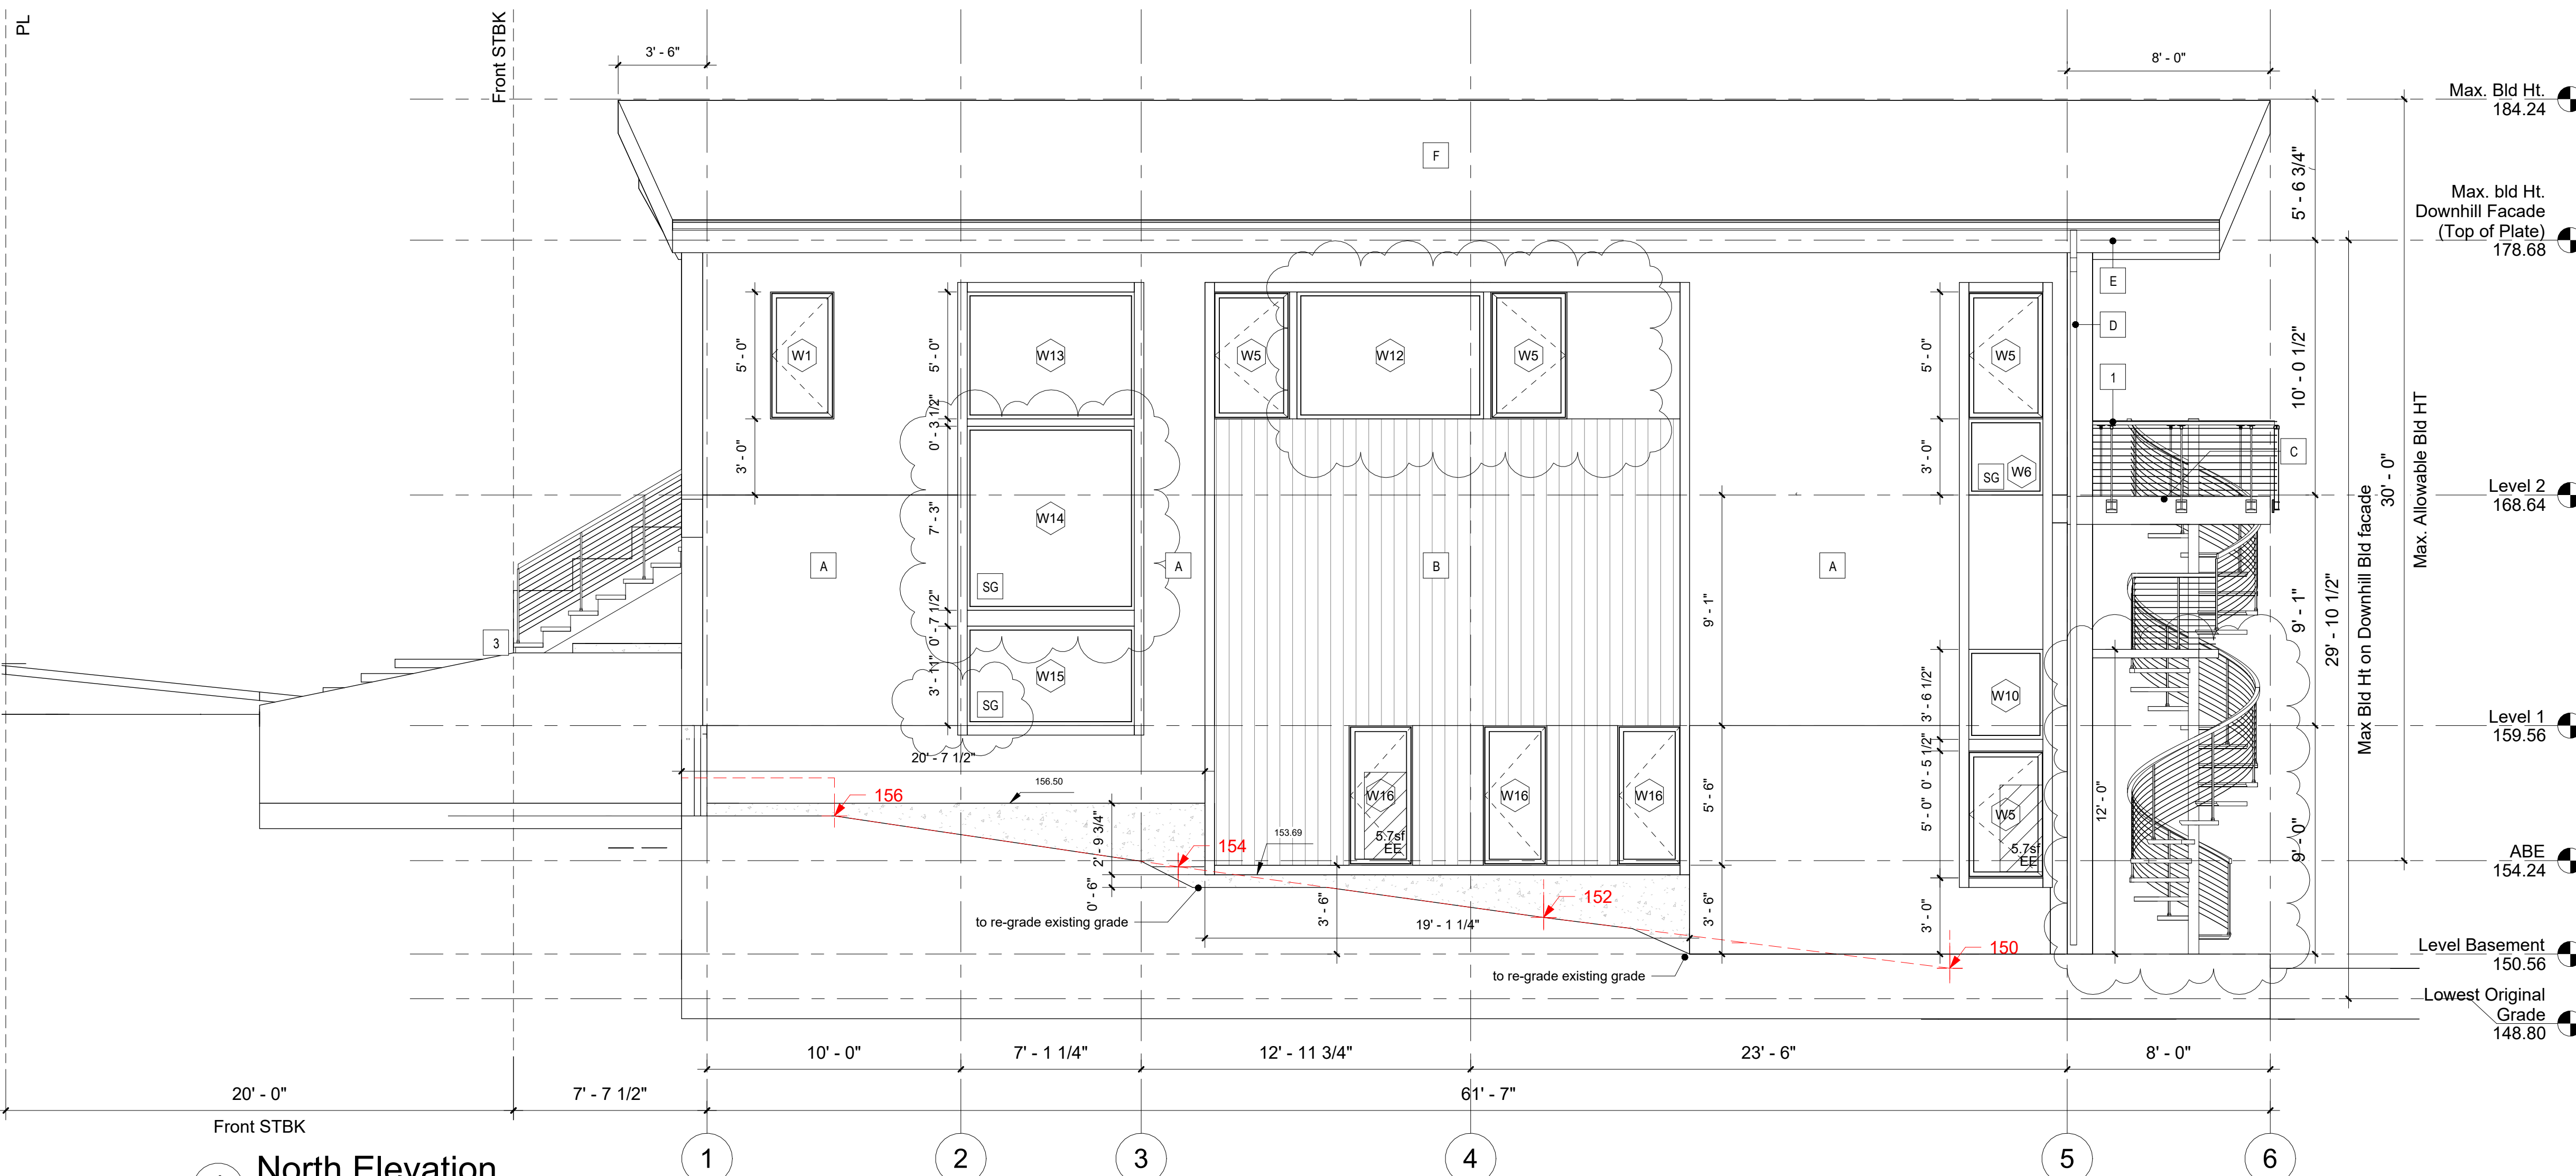 PL
Front STBK
3' - 6"
8' - 0"
Max. Bld Ht.
184.24
F
5' - 6 3/4"
Max. bld Ht.
Downhill Facade
(Top of Plate)
178.68
E
D
1
C
W1
W13
W5
W12
W5
W5
5' - 0"
5' - 0"
5' - 0"
10' - 0 1/2"
3' - 0"
0' - 3 1/2"
3' - 0"
SG
W6
Level 2
168.64
30' - 0"
Max. Allowable Bld HT
7' - 3"
W14
SG
A
A
B
A
9' - 1"
9' - 1"
29' - 10 1/2"
Max Bld Ht on Downhill Bld facade
3
0' - 7 1/2"
3' - 11"
W15
SG
W10
3' - 6 1/2"
Level 1
159.56
20' - 7 1/2"
156.50
156
W16
W16
W16
5.7sf
EE
5' - 6"
0' - 5 1/2"
5' - 0"
W5
5.7sf
EE
12' - 0"
9' - 0"
2' - 9 3/4"
154
153.69
ABE
154.24
0' - 6"
to re-grade existing grade
3' - 6"
152
19' - 1 1/4"
3' - 6"
3' - 0"
150
Level Basement
150.56
to re-grade existing grade
Lowest Original
Grade
148.80
10' - 0"
7' - 1 1/4"
12' - 11 3/4"
23' - 6"
8' - 0"
20' - 0"
7' - 7 1/2"
61' - 7"
Front STBK
1
2
3
4
5
6
North Elevation